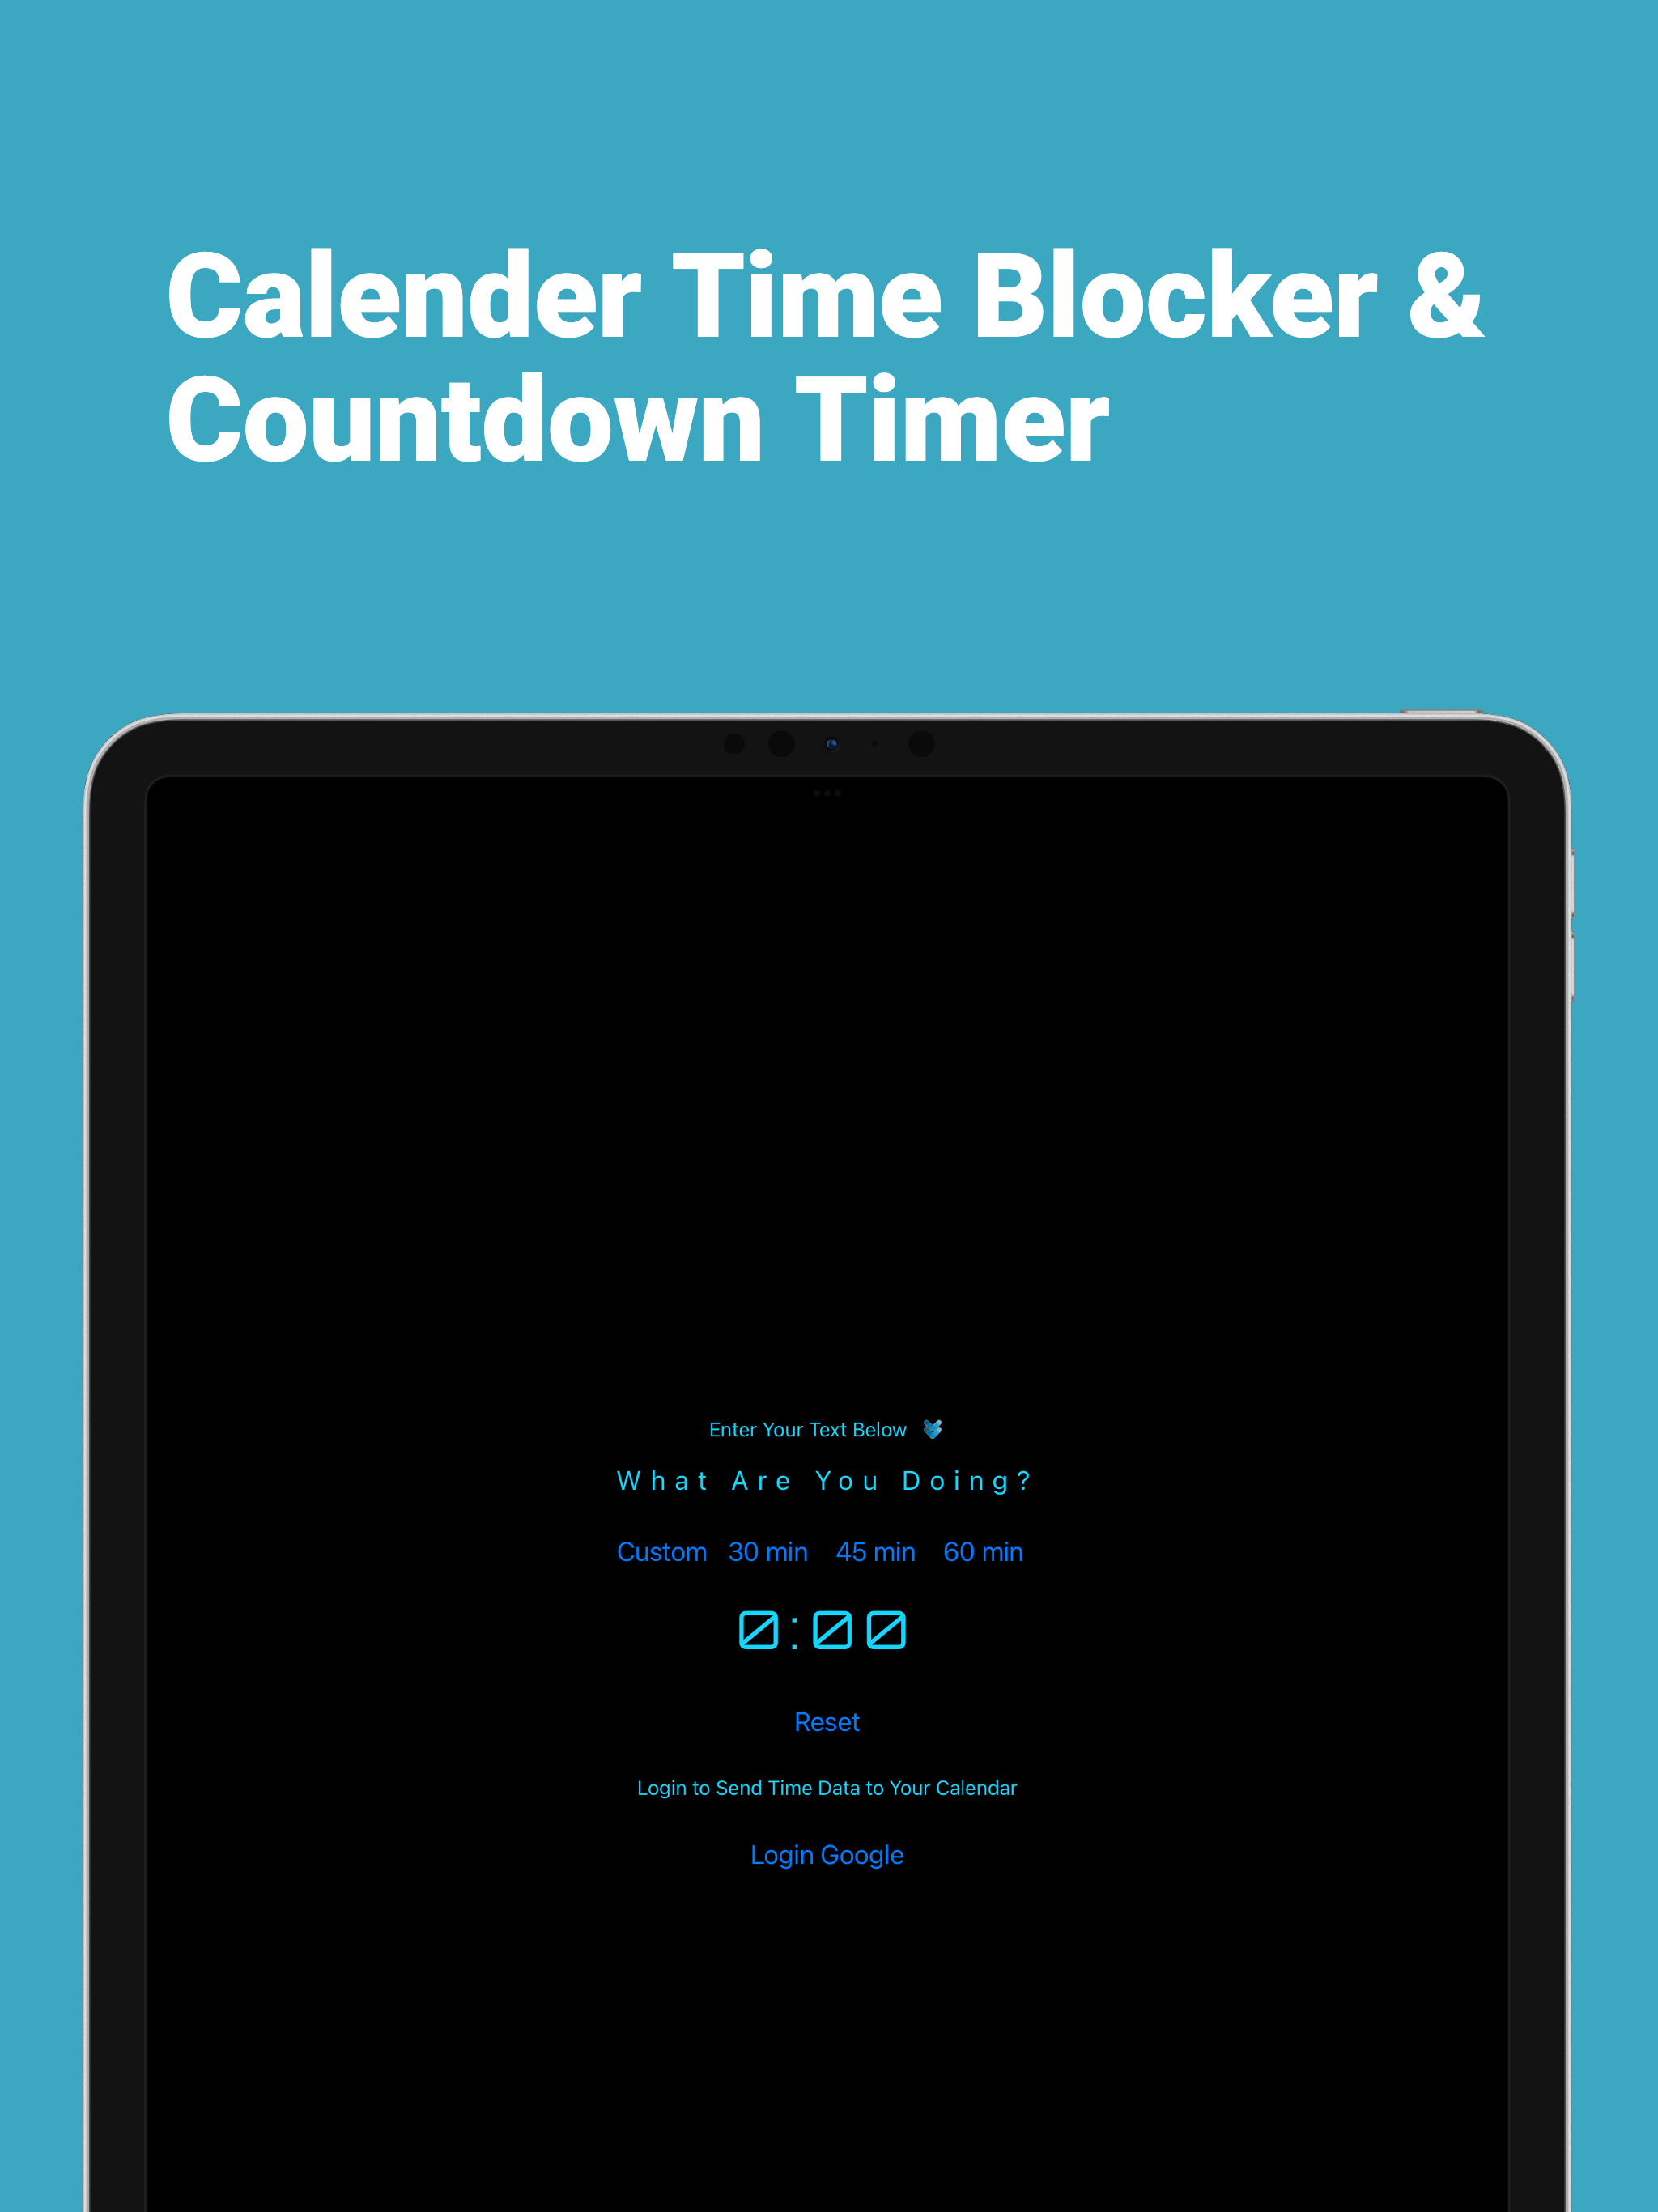 Calender Time Blocker &
Countdown Timer
Enter Your Text Below
What Are You Doing?
Custom 30 min 45 min 60 min
0:00
Reset
Login to Send Time Data to Your Calendar
Login Google